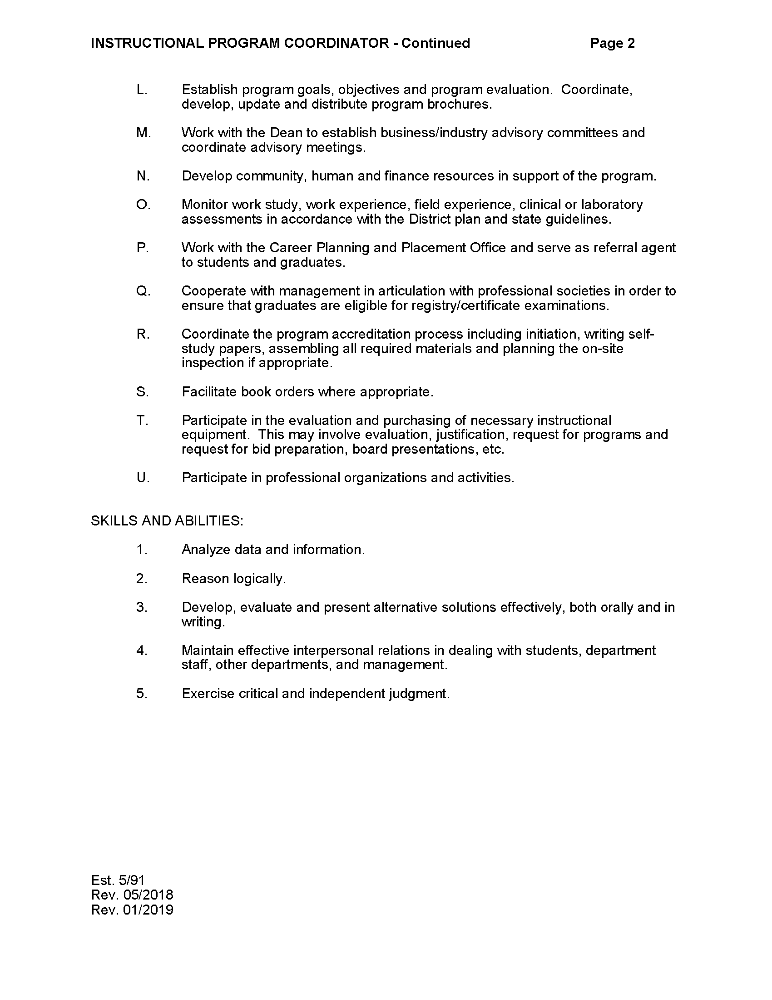 INSTRUCTIONAL PROGRAM COORDINATOR - Continued Page 2
L. Establish program goals, objectives and program evaluation.  Coordinate,
develop, update and distribute program brochures.
M. Work with the Dean to establish business/industry advisory committees and
coordinate advisory meetings.
N. Develop community, human and finance resources in support of the program.
O. Monitor work study, work experience, field experience, clinical or laboratory
assessments in accordance with the District plan and state guidelines.
P. Work with the Career Planning and Placement Office and serve as referral agent
to students and graduates.
Q. Cooperate with management in articulation with professional societies in order to
ensure that graduates are eligible for registry/certificate examinations.
R. Coordinate the program accreditation process including initiation, writing self-
study papers, assembling all required materials and planning the on-site
inspection if appropriate.
S. Facilitate book orders where appropriate.
T. Participate in the evaluation and purchasing of necessary instructional
equipment.  This may involve evaluation, justification, request for programs and
request for bid preparation, board presentations, etc.
U. Participate in professional organizations and activities.
SKILLS AND ABILITIES:
1. Analyze data and information.
2. Reason logically.
3. Develop, evaluate and present alternative solutions effectively, both orally and in
writing.
4. Maintain effective interpersonal relations in dealing with students, department
staff, other departments, and management.
5. Exercise critical and independent judgment.
Est. 5/91
Rev. 05/2018
Rev. 01/2019